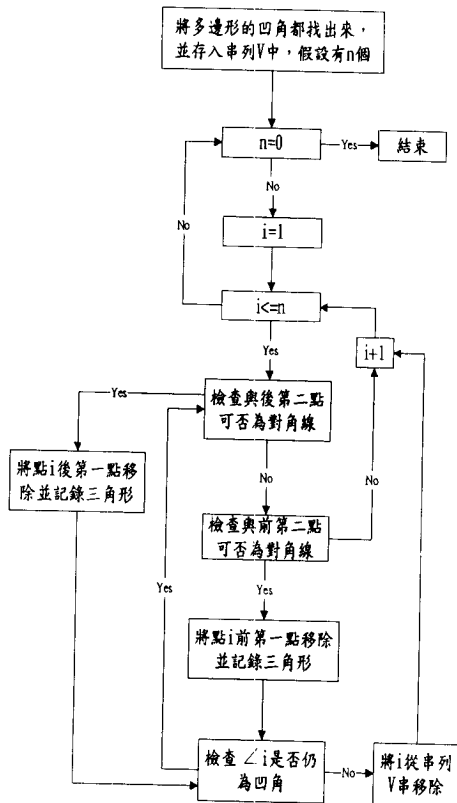 將多邊形的凹角都找出來，
並存入串列V中，假設有n個
n=0
Yes
結束
No
i=1
No
i<=n
Yes
i+1
Yes
檢查與後第二點
可否為對角線
將點i後第一點移
除並記錄三角形
No
No
檢查與前第二點
可否為對角線
Yes
Yes
將點i前第一點移除
並記錄三角形
檢查∠i是否仍
為凹角
No
將i從串列
V串移除